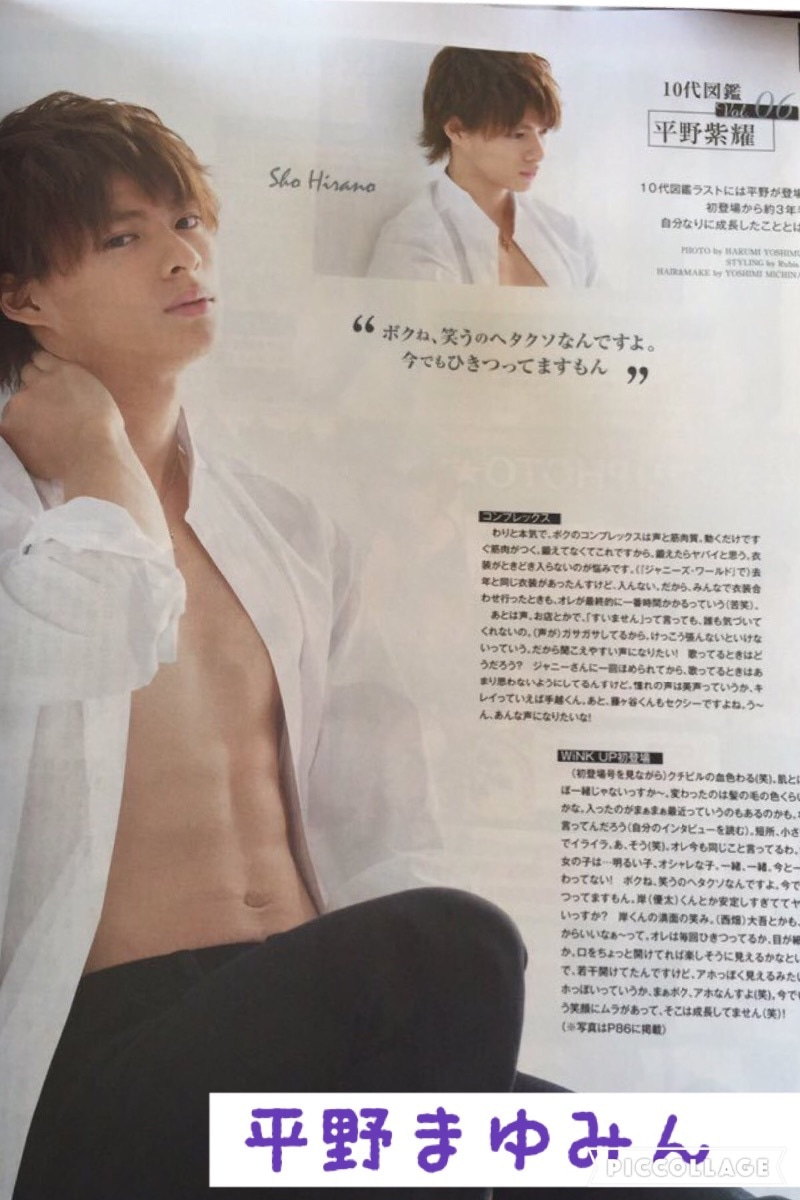 10代図鑑
Vol. 06
平野紫耀
Sho Hirano
10代図鑑ラストには平野が登場
初登場から約3年
自分なりに成長したこととは
PHOTO by HARUMI YOSHIMU
STYLING by Rubis
HAIR&MAKE by YOSHIMI MICHINA
“ボクね、笑うのヘタクソなんですよ。
今でもひきつってますもん”
コンプレックス
わりと本気で、ボクのコンプレックスは声と筋肉質。動くだけです
ぐ筋肉がつく。鍛えてなくてこれですから、鍛えたらヤバイと思う。衣
装がときどき入らないのが悩みです。(『ジャニーズ・ワールド』で)去
年と同じ衣装があったんすけど、入んない。だから、みんなで衣装合
わせ行ったときも、オレが最終的に一番時間かかるっていう(苦笑)。
あとは声。お店とかで、「すいません」って言っても、誰も気づいて
くれないの。(声が)ガサガサしてるから、けっこう張んないといけな
いっていう。だから聞こえやすい声になりたい! 歌ってるときはど
うだろう? ジャニーさんに一回ほめられてから、歌ってるときはあ
まり思わないようにしてるんすけど。憧れの声は美声っていうか、キ
レイっていえば手越くん。あと、藤ヶ谷くんもセクシーですよね。う〜
ん、あんな声になりたいな!
WiNK UP初登場
(初登場号を見ながら)クチビルの血色わる(笑)。肌とほ
ぼ一緒じゃないっすか〜。変わったのは髪の毛の色くらい
かな。入ったのがまぁまぁ最近っていうのもあるのかも。
言ってんだろう(自分のインタビューを読む)。短所、小さ
でイライラ。あ、そう(笑)。オレ今も同じこと言ってるわ。
女の子は…明るい子、オシャレな子。一緒、一緒。今と一
わってない! ボクね、笑うのヘタクソなんですよ。今で
つってますもん。岸(優太)くんとか安定しすぎててヤ
いっすか? 岸くんの満面の笑み。(西畑)大吾とかも、
からいいなぁ〜って。オレは毎回ひきつってるか、目が細
か。口をちょっと開けてれば楽しそうに見えるかなとい
で、若干開けてたんですけど、アホっぽく見えるみたい
ホっぽいっていうか、まぁボク、アホなんすよ(笑)。今で
う笑顔にムラがあって、そこは成長してません(笑)!
(※写真はP86に掲載)
平野まゆみん
PICCOLLAGE